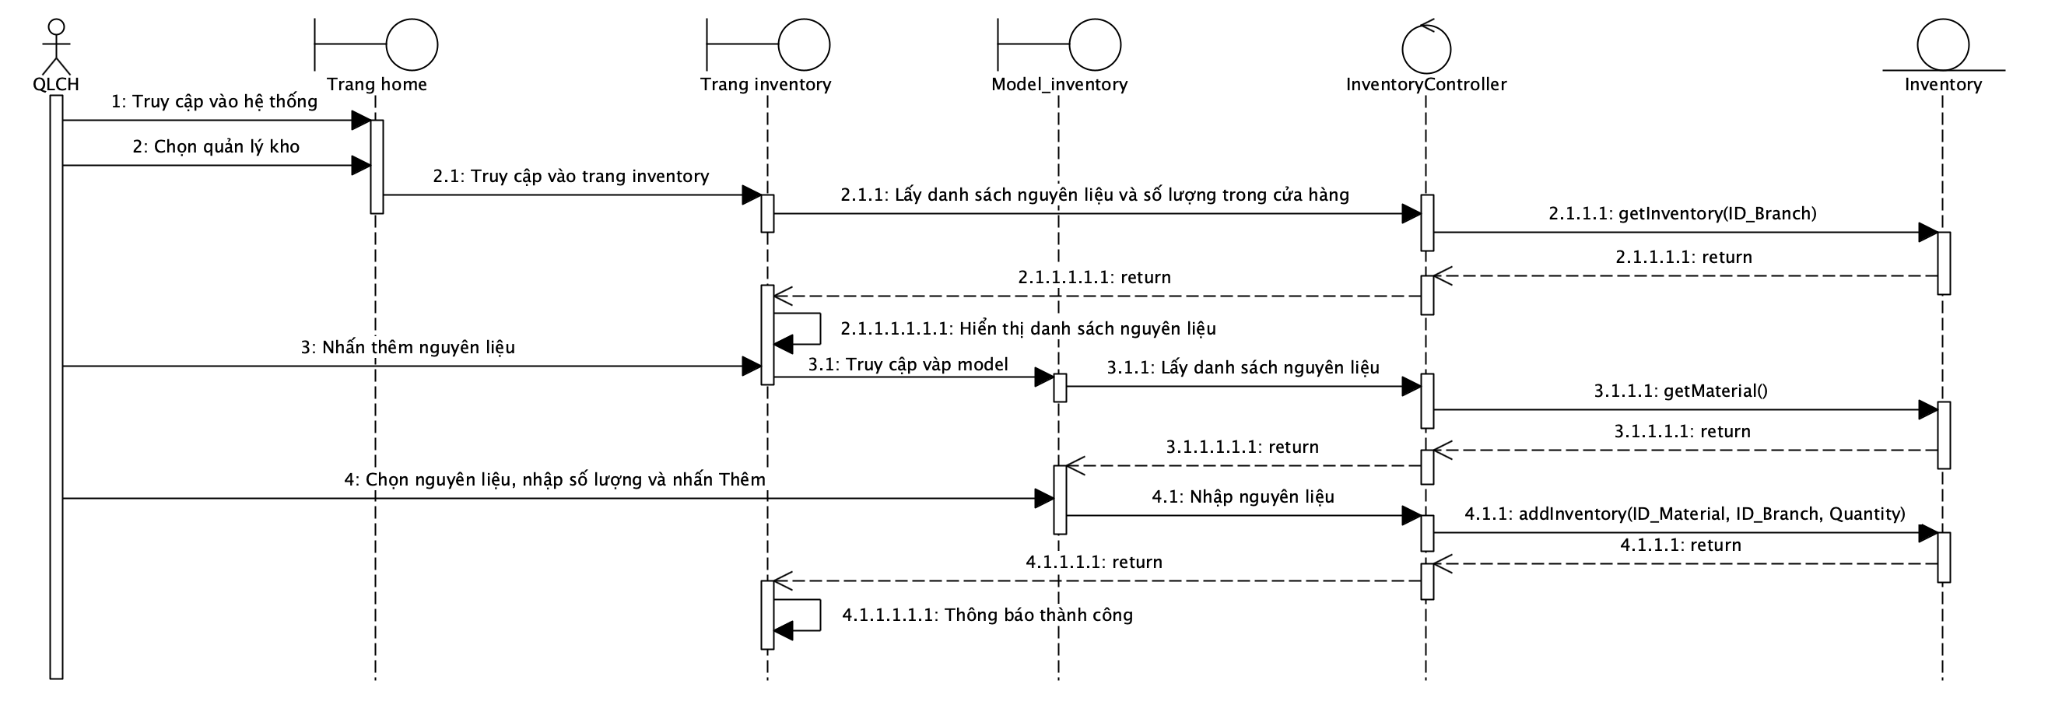 QLCH
Trang home
Trang inventory
Model_inventory
InventoryController
Inventory
1: Truy cập vào hệ thống
2: Chọn quản lý kho
2.1: Truy cập vào trang inventory
2.1.1: Lấy danh sách nguyên liệu và số lượng trong cửa hàng
2.1.1.1: getInventory(ID_Branch)
2.1.1.1.1: return
2.1.1.1.1.1: return
2.1.1.1.1.1.1: Hiển thị danh sách nguyên liệu
3: Nhấn thêm nguyên liệu
3.1: Truy cập vàp model
3.1.1: Lấy danh sách nguyên liệu
3.1.1.1: getMaterial()
3.1.1.1.1: return
3.1.1.1.1.1: return
4: Chọn nguyên liệu, nhập số lượng và nhấn Thêm
4.1: Nhập nguyên liệu
4.1.1: addInventory(ID_Material, ID_Branch, Quantity)
4.1.1.1: return
4.1.1.1.1: return
4.1.1.1.1.1: Thông báo thành công